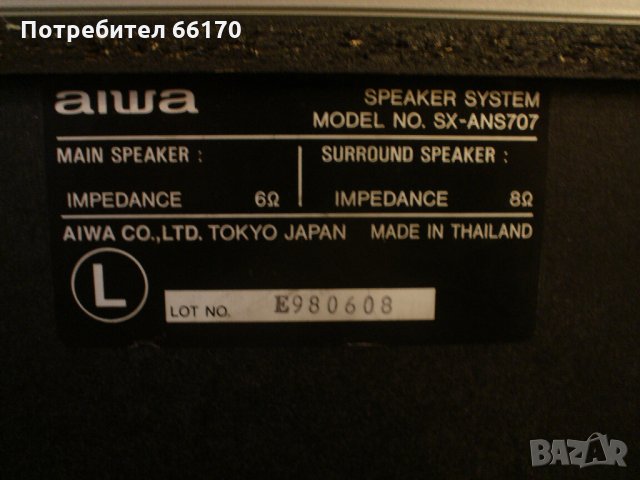 Потребител 66170
aiwa
SPEAKER SYSTEM
MODEL NO. SX-ANS707
MAIN SPEAKER :
IMPEDANCE 6Ω
SURROUND SPEAKER :
IMPEDANCE 8Ω
AIWA CO.,LTD. TOKYO JAPAN MADE IN THAILAND
L
LOT NO. E980608
BAZAR